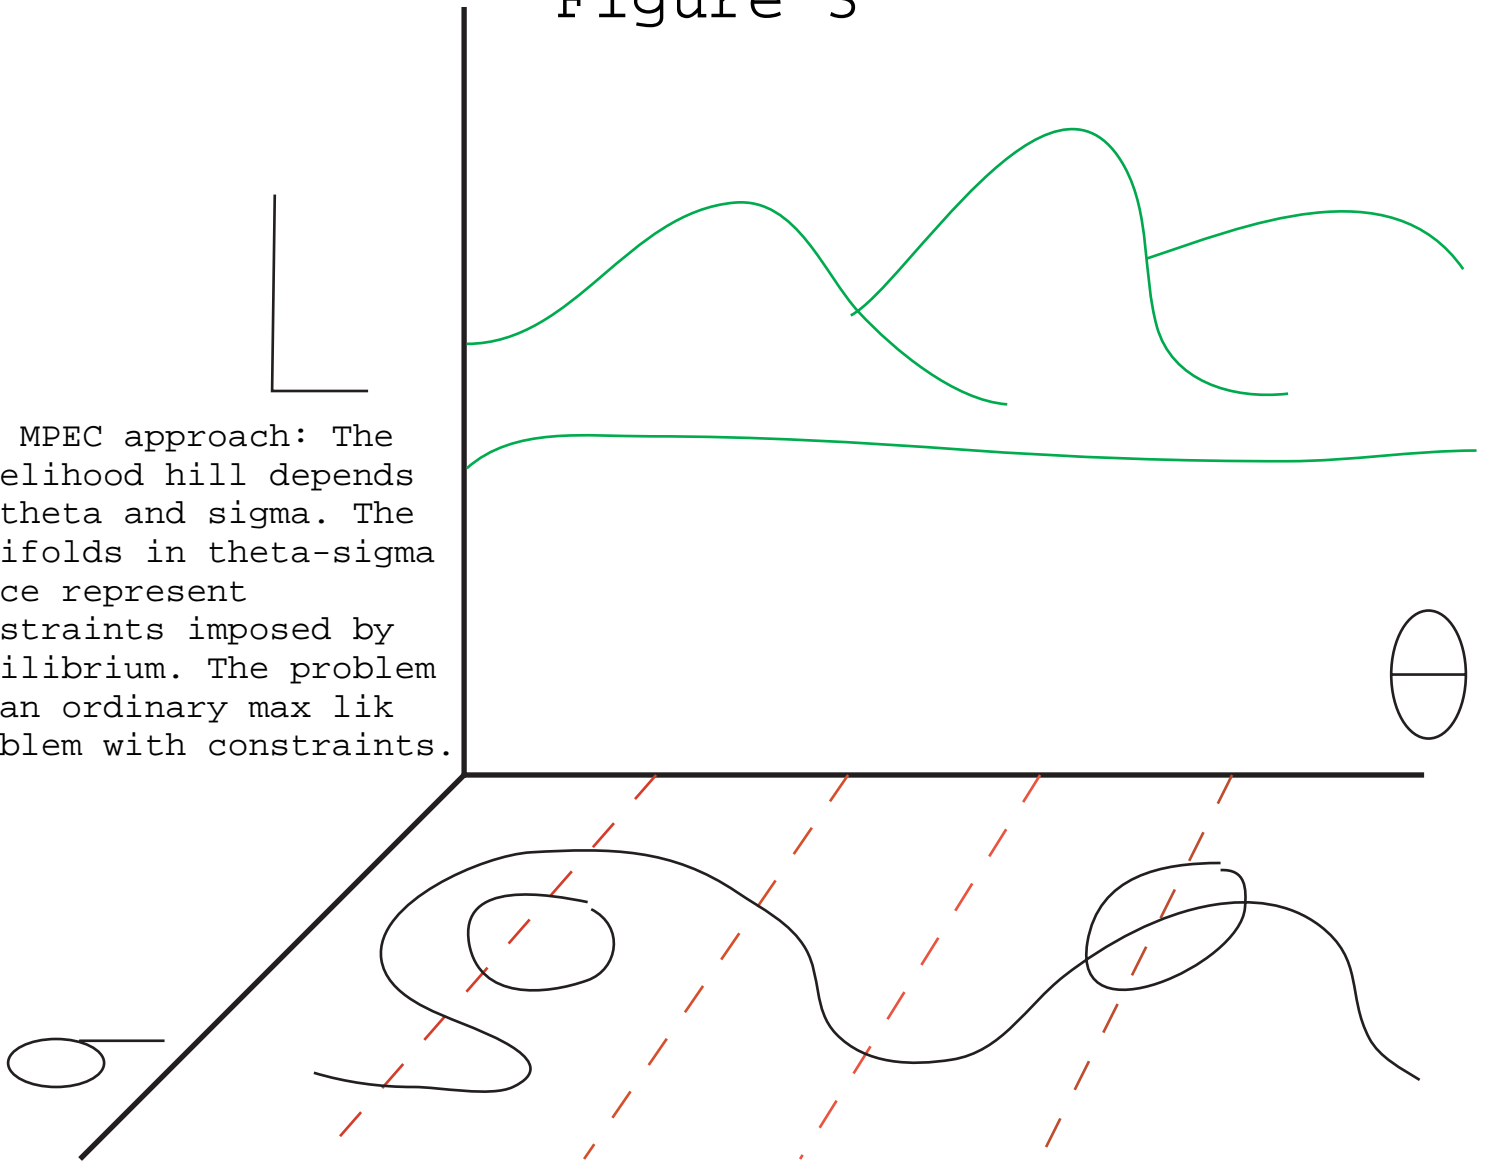 Figure
L
MPEC approach: The
elihood hill depends
theta and sigma. The
ifolds in theta-sigma
ce represent
straints imposed by
ilibrium. The problem
an ordinary max lik
blem with constraints.
θ
σ